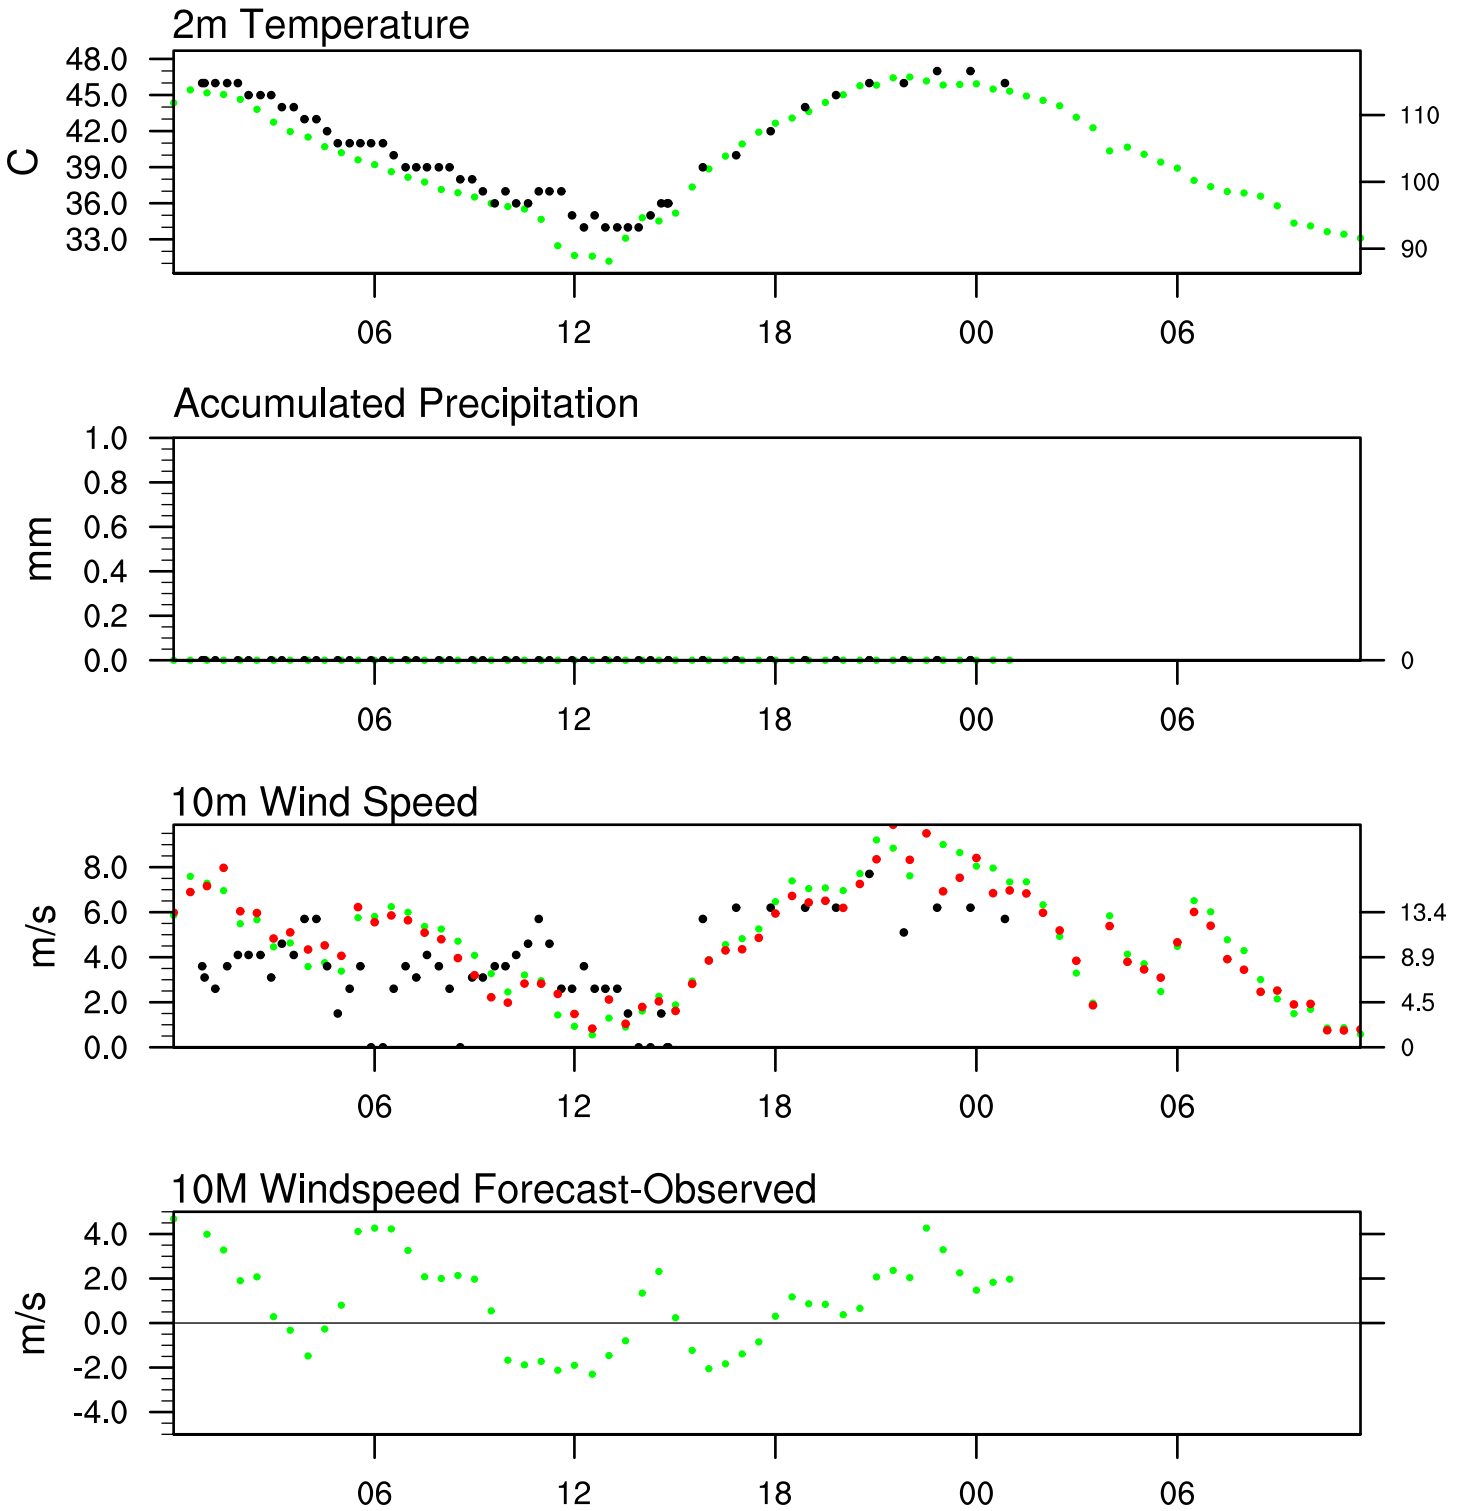 2m Temperature
48.0
45.0
42.0
39.0
36.0
33.0
C
110
100
90
06 12 18 00 06
Accumulated Precipitation
1.0
0.8
0.6
0.4
0.2
0.0
mm
0
06 12 18 00 06
10m Wind Speed
8.0
6.0
4.0
2.0
0.0
m/s
13.4
8.9
4.5
0
06 12 18 00 06
10M Windspeed Forecast-Observed
4.0
2.0
0.0
-2.0
-4.0
m/s
06 12 18 00 06